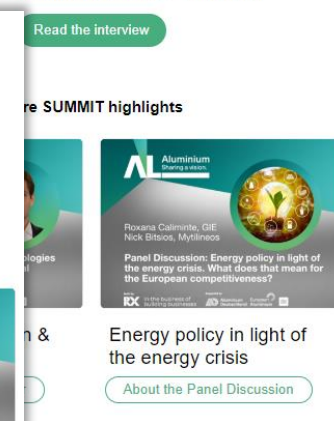 Read the interview
re SUMMIT highlights
Aluminium
Sharing a vision.
ologies
Roxana Caliminte, GIE
Nick Bitsios, Mytilineos
Panel Discussion: Energy policy in light of
the energy crisis. What does that mean for
the European competitiveness?
RX In the business of
building businesses
n &
Energy policy in light of
the energy crisis
About the Panel Discussion